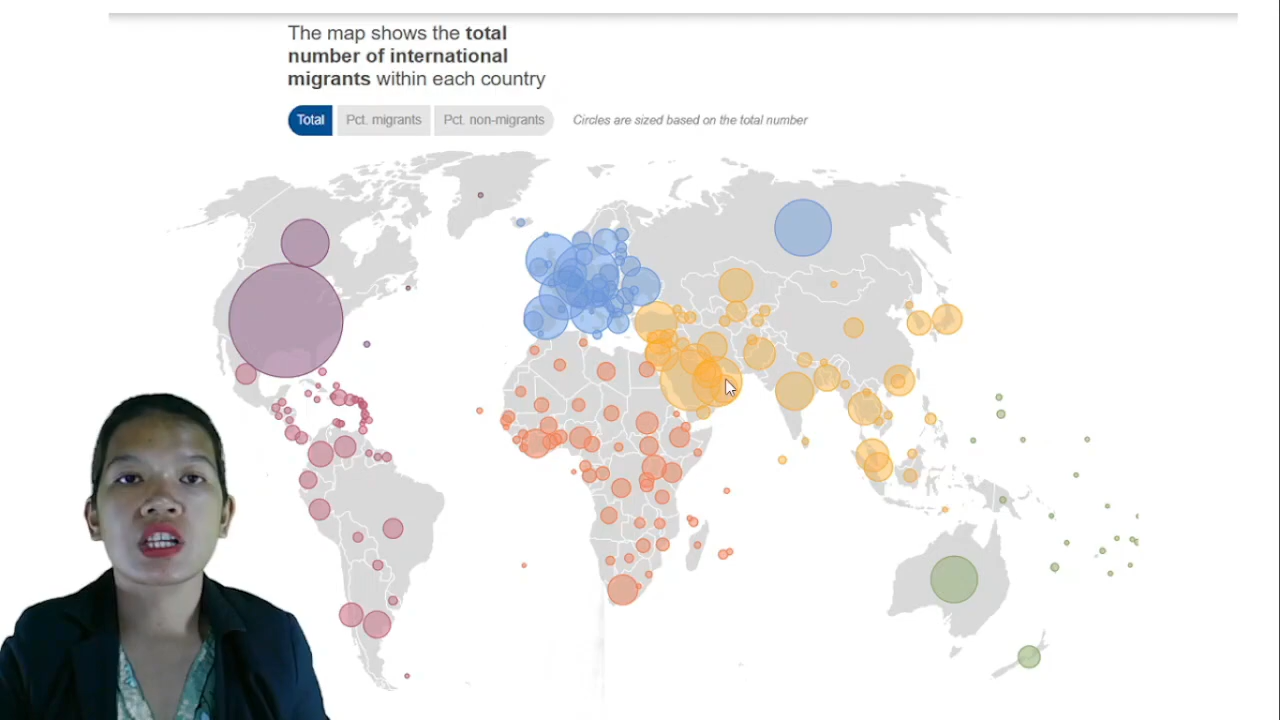 The map shows the total
number of international
migrants within each country
Total
Pct. migrants
Pct. non-migrants
Circles are sized based on the total number